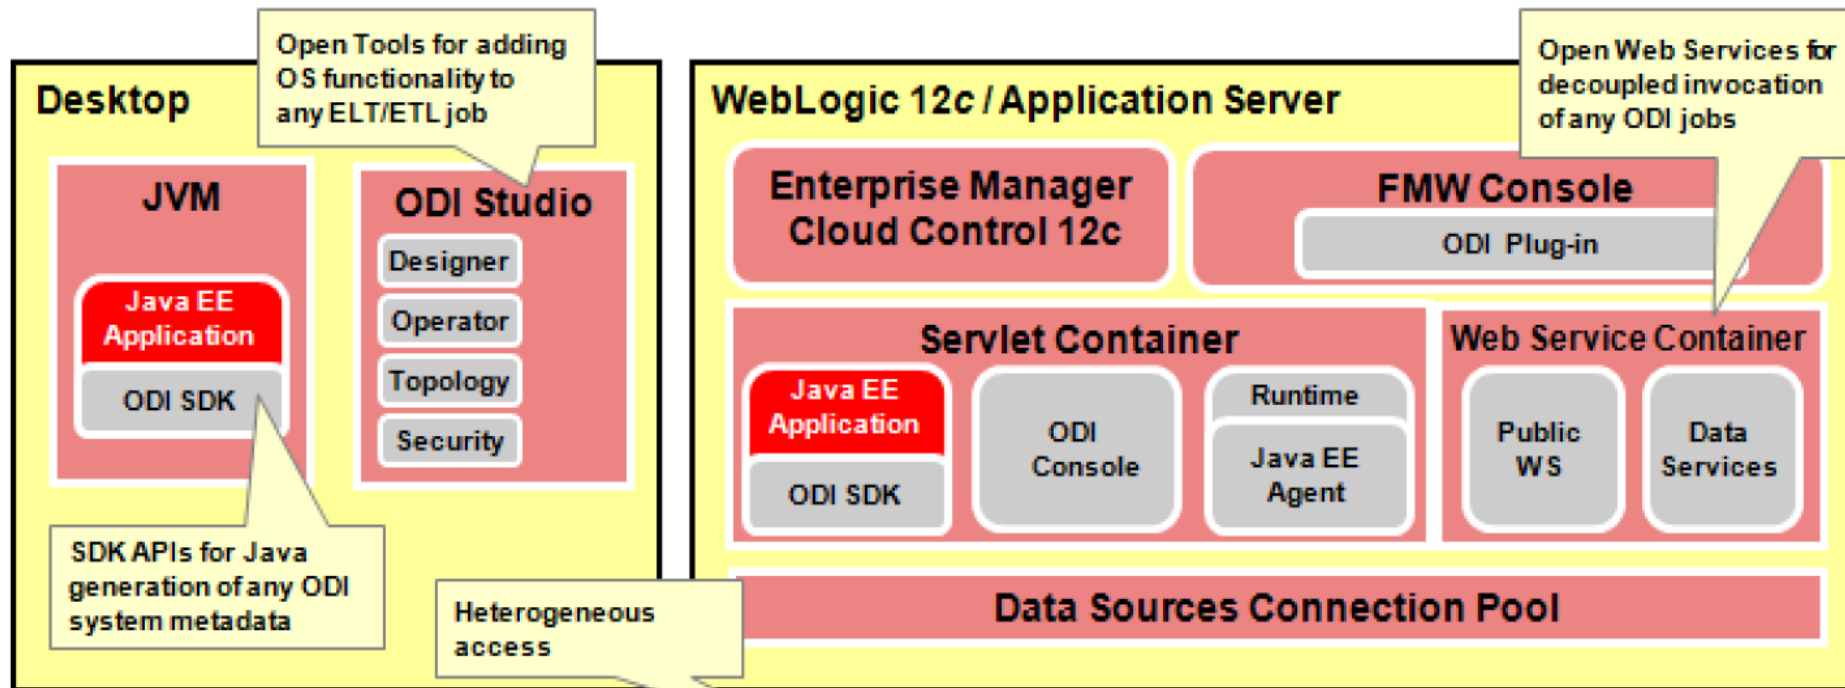 Open Tools for adding
OS functionality to
any ELT/ETL job
Desktop
JVM
Java EE
Application
ODI SDK
ODI Studio
Designer
Operator
Topology
Security
SDK APIs for Java
generation of any ODI
system metadata
Heterogeneous
access
Open Web Services for
decoupled invocation
of any ODI jobs
WebLogic 12c / Application Server
Enterprise Manager
Cloud Control 12c
FMW Console
ODI Plug-in
Servlet Container
Java EE
Application
ODI SDK
ODI
Console
Runtime
Java EE
Agent
Web Service Container
Public
WS
Data
Services
Data Sources Connection Pool